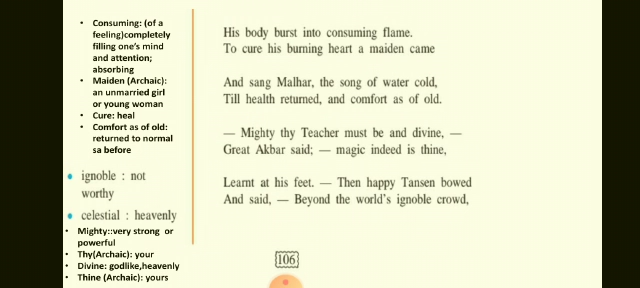 • Consuming: (of a
feeling)completely
filling one's mind
and attention;
absorbing
• Maiden (Archaic):
an unmarried girl
or young woman
• Cure: heal
• Comfort as of old:
returned to normal
sa before
• ignoble : not
worthy
• celestial : heavenly
• Mighty::very strong or
powerful
• Thy(Archaic): your
• Divine: godlike,heavenly
• Thine (Archaic): yours
His body burst into consuming flame.
To cure his burning heart a maiden came
And sang Malhar, the song of water cold,
Till health returned, and comfort as of old.
— Mighty thy Teacher must be and divine, —
Great Akbar said; — magic indeed is thine,
Learnt at his feet. — Then happy Tansen bowed
And said, — Beyond the world's ignoble crowd,
106